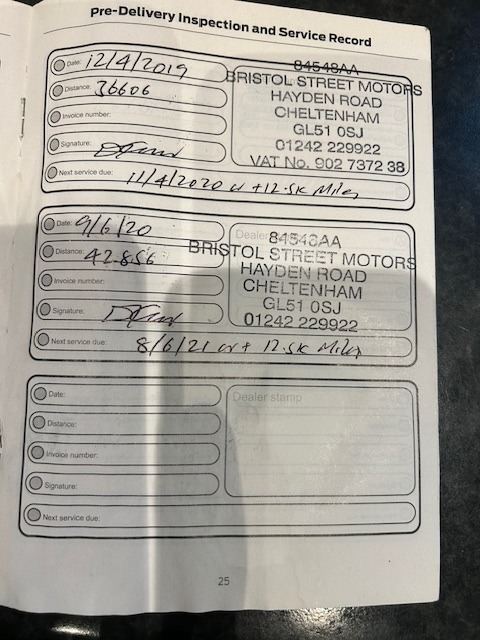 Pre-Delivery Inspection and Service Record
Date: 12/4/2019
Distance: 36606
Invoice number:
Signature:
84548AA
BRISTOL STREET MOTORS
HAYDEN ROAD
CHELTENHAM
GL51 0SJ
01242 229922
VAT No. 902 7372 38
Next service due: 11/4/2020 or +12.5K Miles
Date: 9/6/20
Distance: 42856
Invoice number:
Signature:
Dealer
84548AA
BRISTOL STREET MOTORS
HAYDEN ROAD
CHELTENHAM
GL51 0SJ
01242 229922
Next service due: 8/6/21 or + 12.5K Miles
Date:
Distance:
Invoice number:
Signature:
Dealer stamp
Next service due:
25